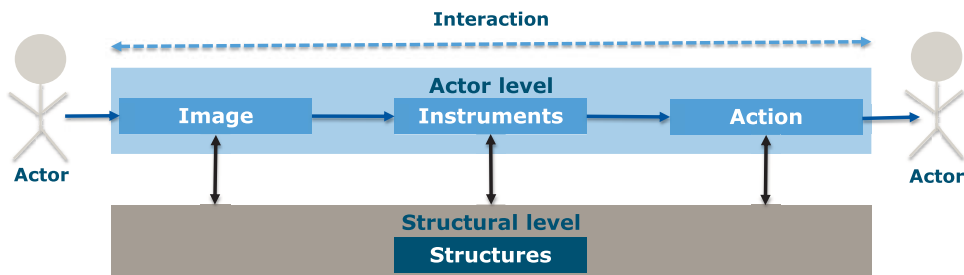 Interaction
Actor level
Image
Instruments
Action
Actor
Actor
Structural level
Structures